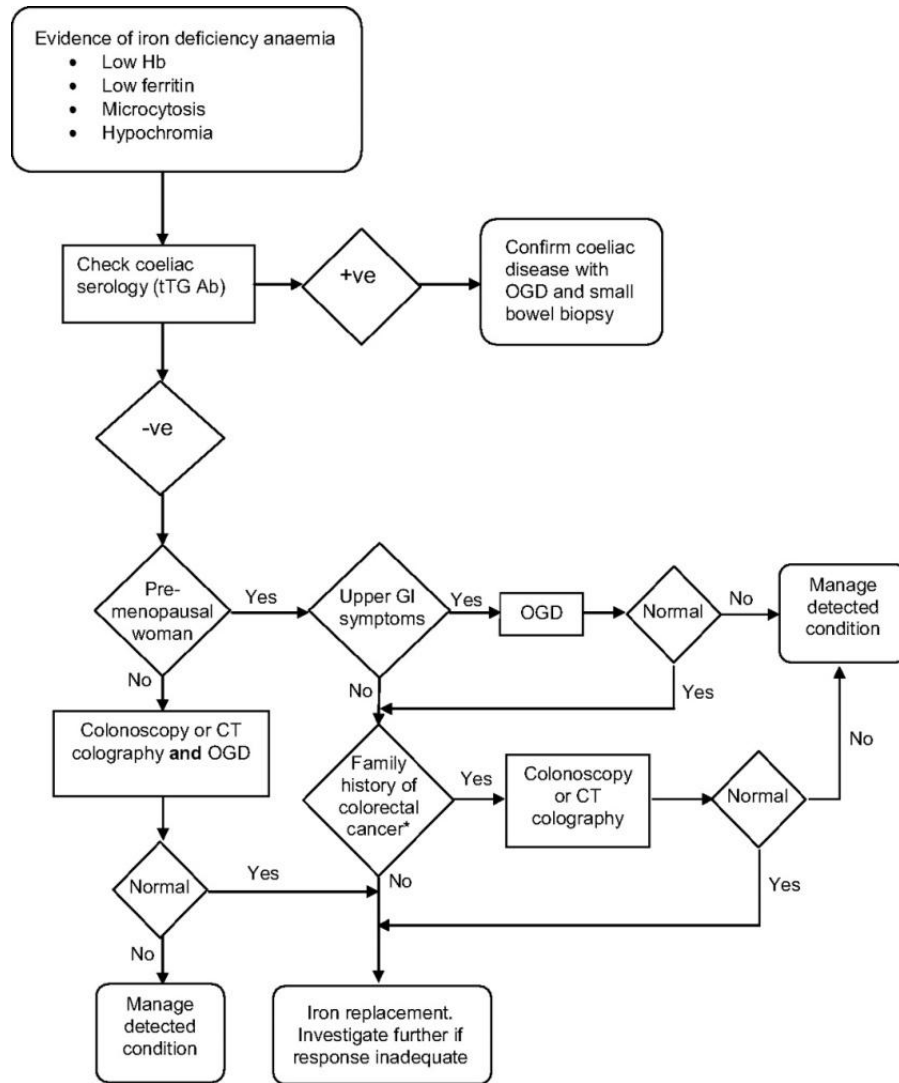 Evidence of iron deficiency anaemia
• Low Hb
• Low ferritin
• Microcytosis
• Hypochromia
Check coeliac
serology (tTG Ab)
+ve
Confirm coeliac
disease with
OGD and small
bowel biopsy
-ve
Pre-
menopausal
woman
Yes
Upper GI
symptoms
Yes
OGD
Normal
No
Manage
detected
condition
No
No
Yes
Colonoscopy or CT
colography and OGD
Family
history of
colorectal
cancer*
Yes
Colonoscopy
or CT
colography
Normal
No
Normal
Yes
No
Yes
No
Manage
detected
condition
Iron replacement.
Investigate further if
response inadequate